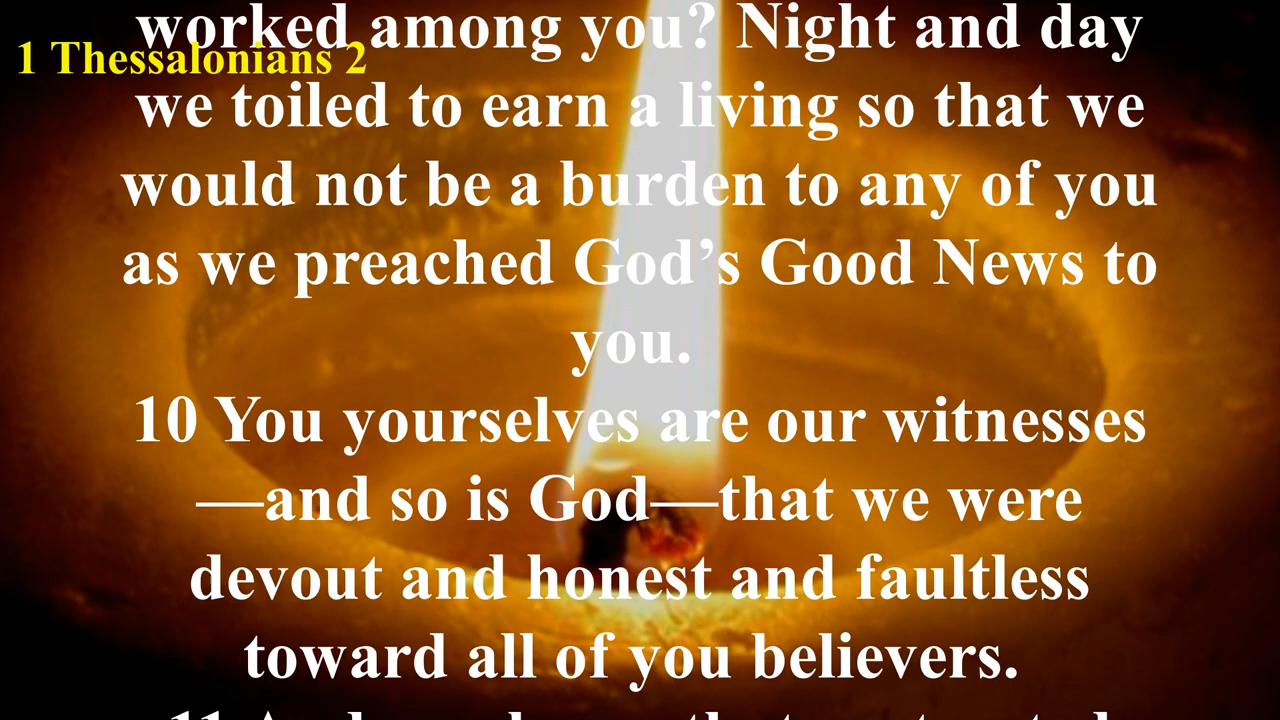 worked among you? Night and day
1 Thessalonians 2
we toiled to earn a living so that we
would not be a burden to any of you
as we preached God’s Good News to
you.
10 You yourselves are our witnesses
—and so is God—that we were
devout and honest and faultless
toward all of you believers.